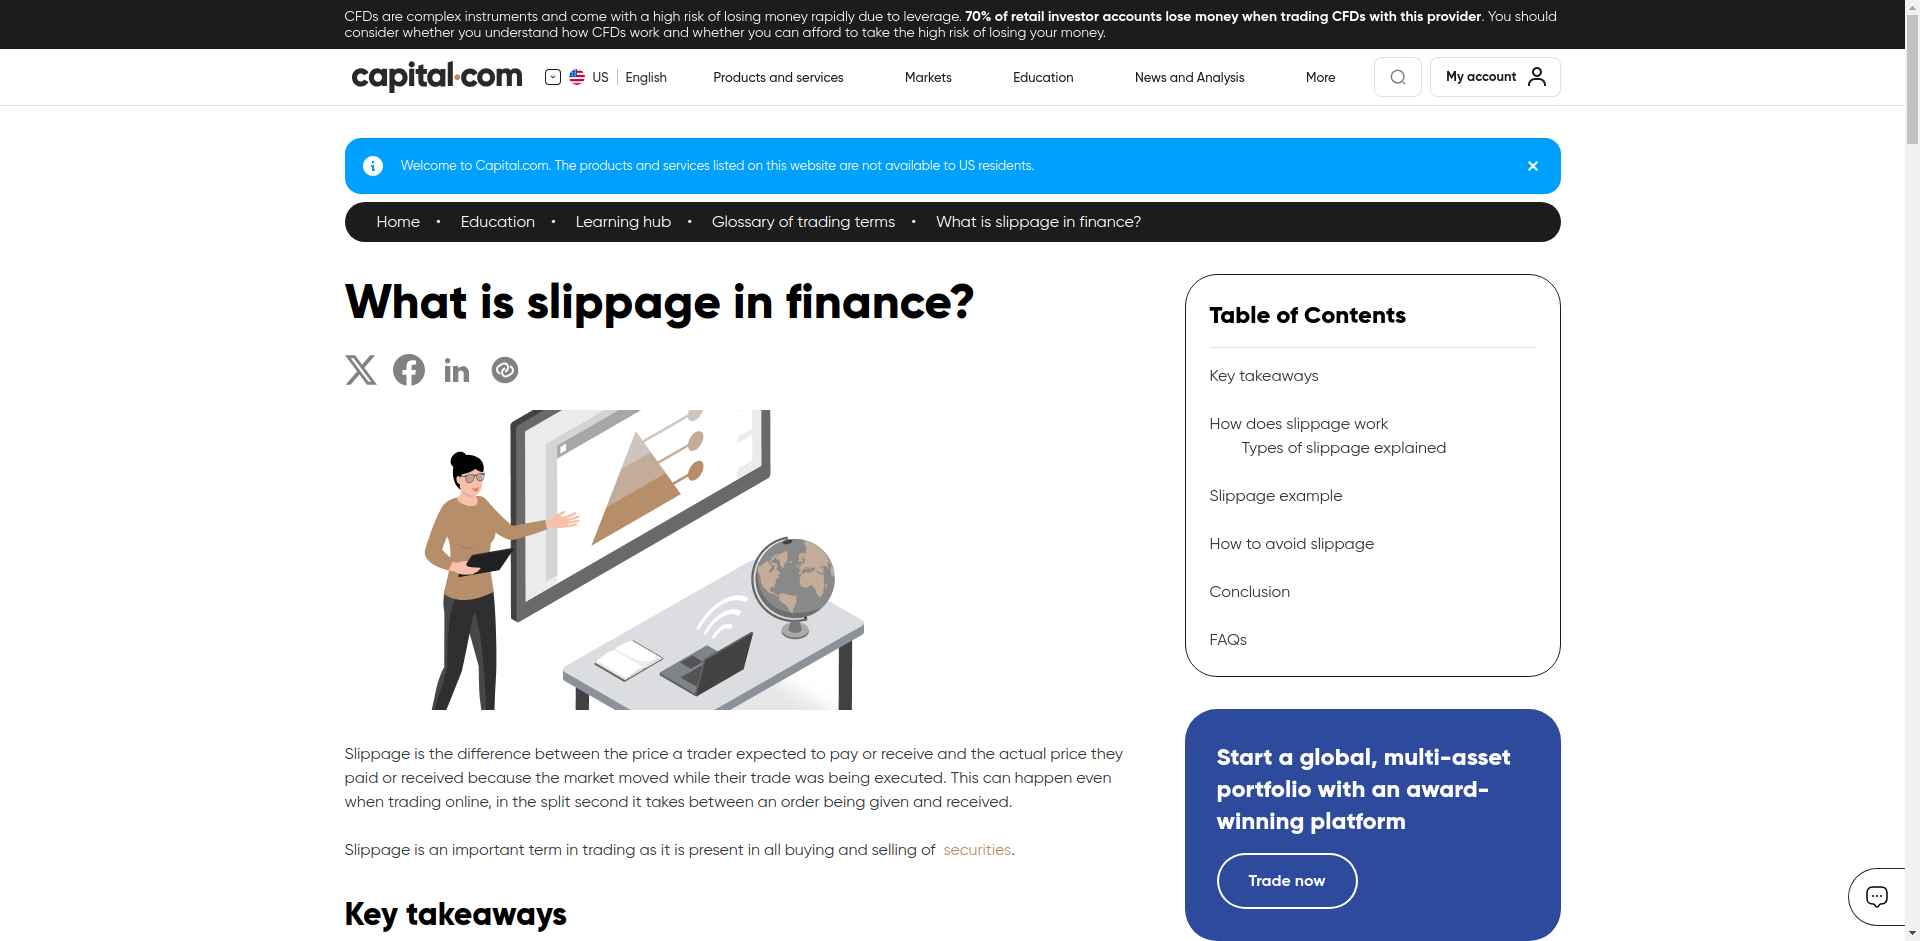 CFDs are complex instruments and come with a high risk of losing money rapidly due to leverage. 70% of retail investor accounts lose money when trading CFDs with this provider. You should
consider whether you understand how CFDs work and whether you can afford to take the high risk of losing your money.
capital.com
US | English
Products and services
Markets
Education
News and Analysis
More
My account
Welcome to Capital.com. The products and services listed on this website are not available to US residents.
Home • Education • Learning hub • Glossary of trading terms • What is slippage in finance?
What is slippage in finance?
Slippage is the difference between the price a trader expected to pay or receive and the actual price they
paid or received because the market moved while their trade was being executed. This can happen even
when trading online, in the split second it takes between an order being given and received.
Slippage is an important term in trading as it is present in all buying and selling of securities.
Key takeaways
Table of Contents
Key takeaways
How does slippage work
Types of slippage explained
Slippage example
How to avoid slippage
Conclusion
FAQs
Start a global, multi-asset
portfolio with an award-
winning platform
Trade now